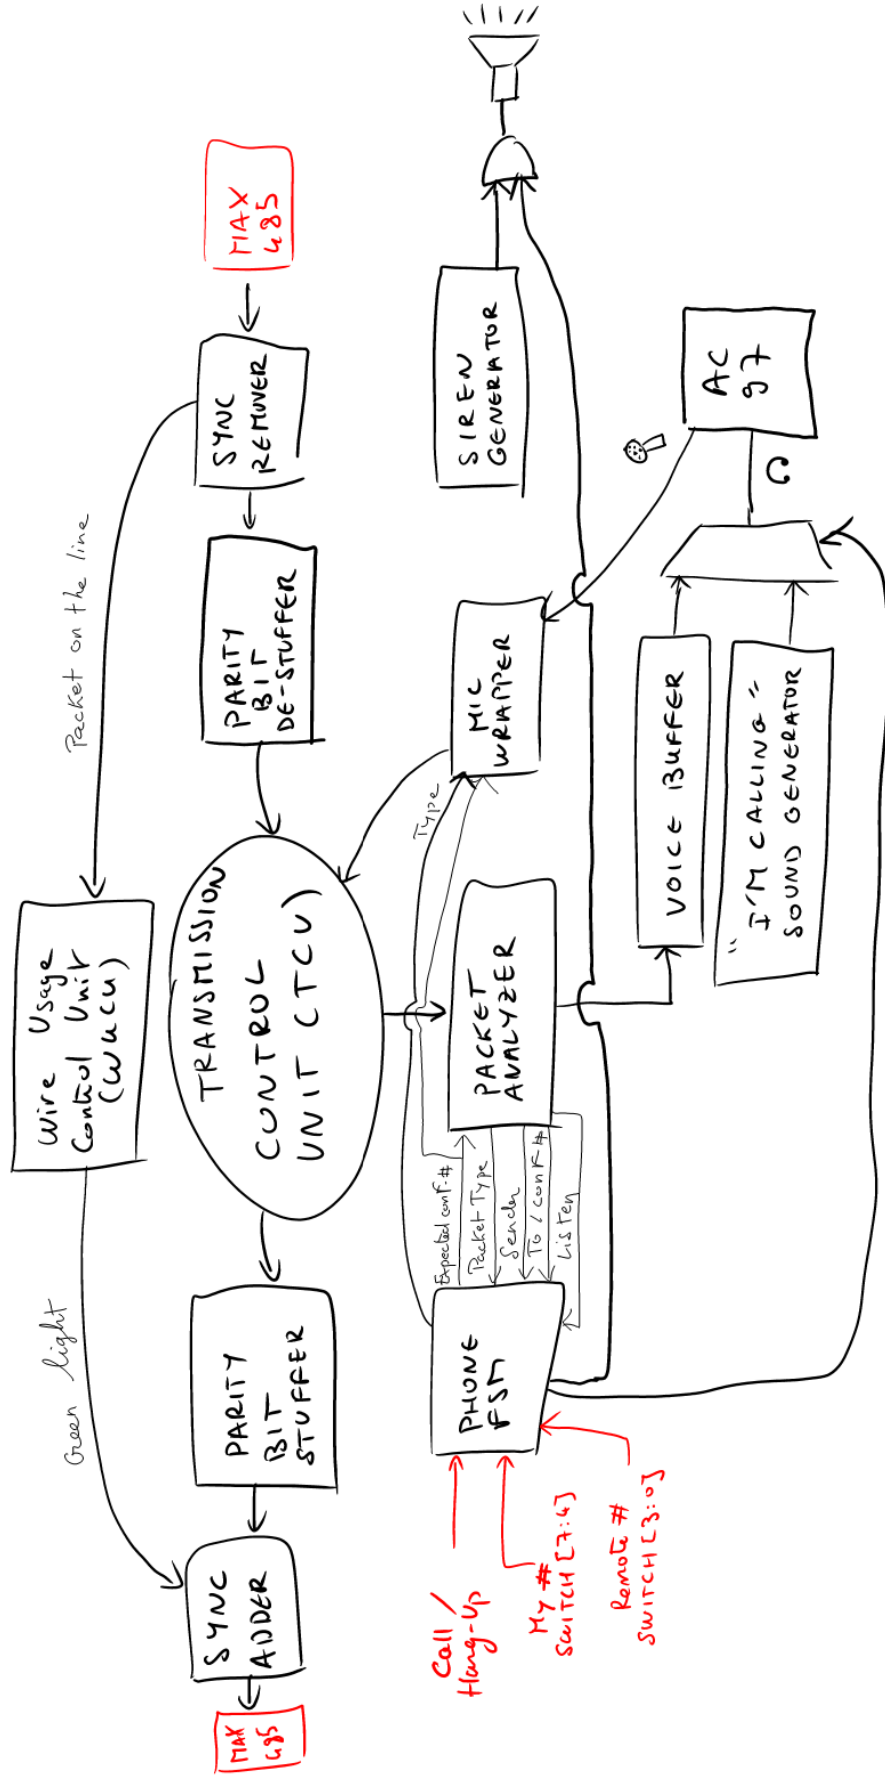 MAX
485
SYNC
ADDER
PARITY
BIT
STUFFER
TRANSMISSION
CONTROL
UNIT (TCU)
PARITY
BIT
DE-STUFFER
SYNC
REMOVER
MAX
485
Green light
Wire Usage
Control Unit
(WUCU)
Packet on the line
Call /
Hang-Up
My #
SWITCH [7:4]
Remote #
SWITCH [3:0]
PHONE
FSM
Expected conf. #
Packet Type
Sender
To / conf #
Listen
PACKET
ANALYZER
Type
MIC
WRAPPER
SIREN
GENERATOR
VOICE BUFFER
"I'M CALLING"
SOUND GENERATOR
AC
97